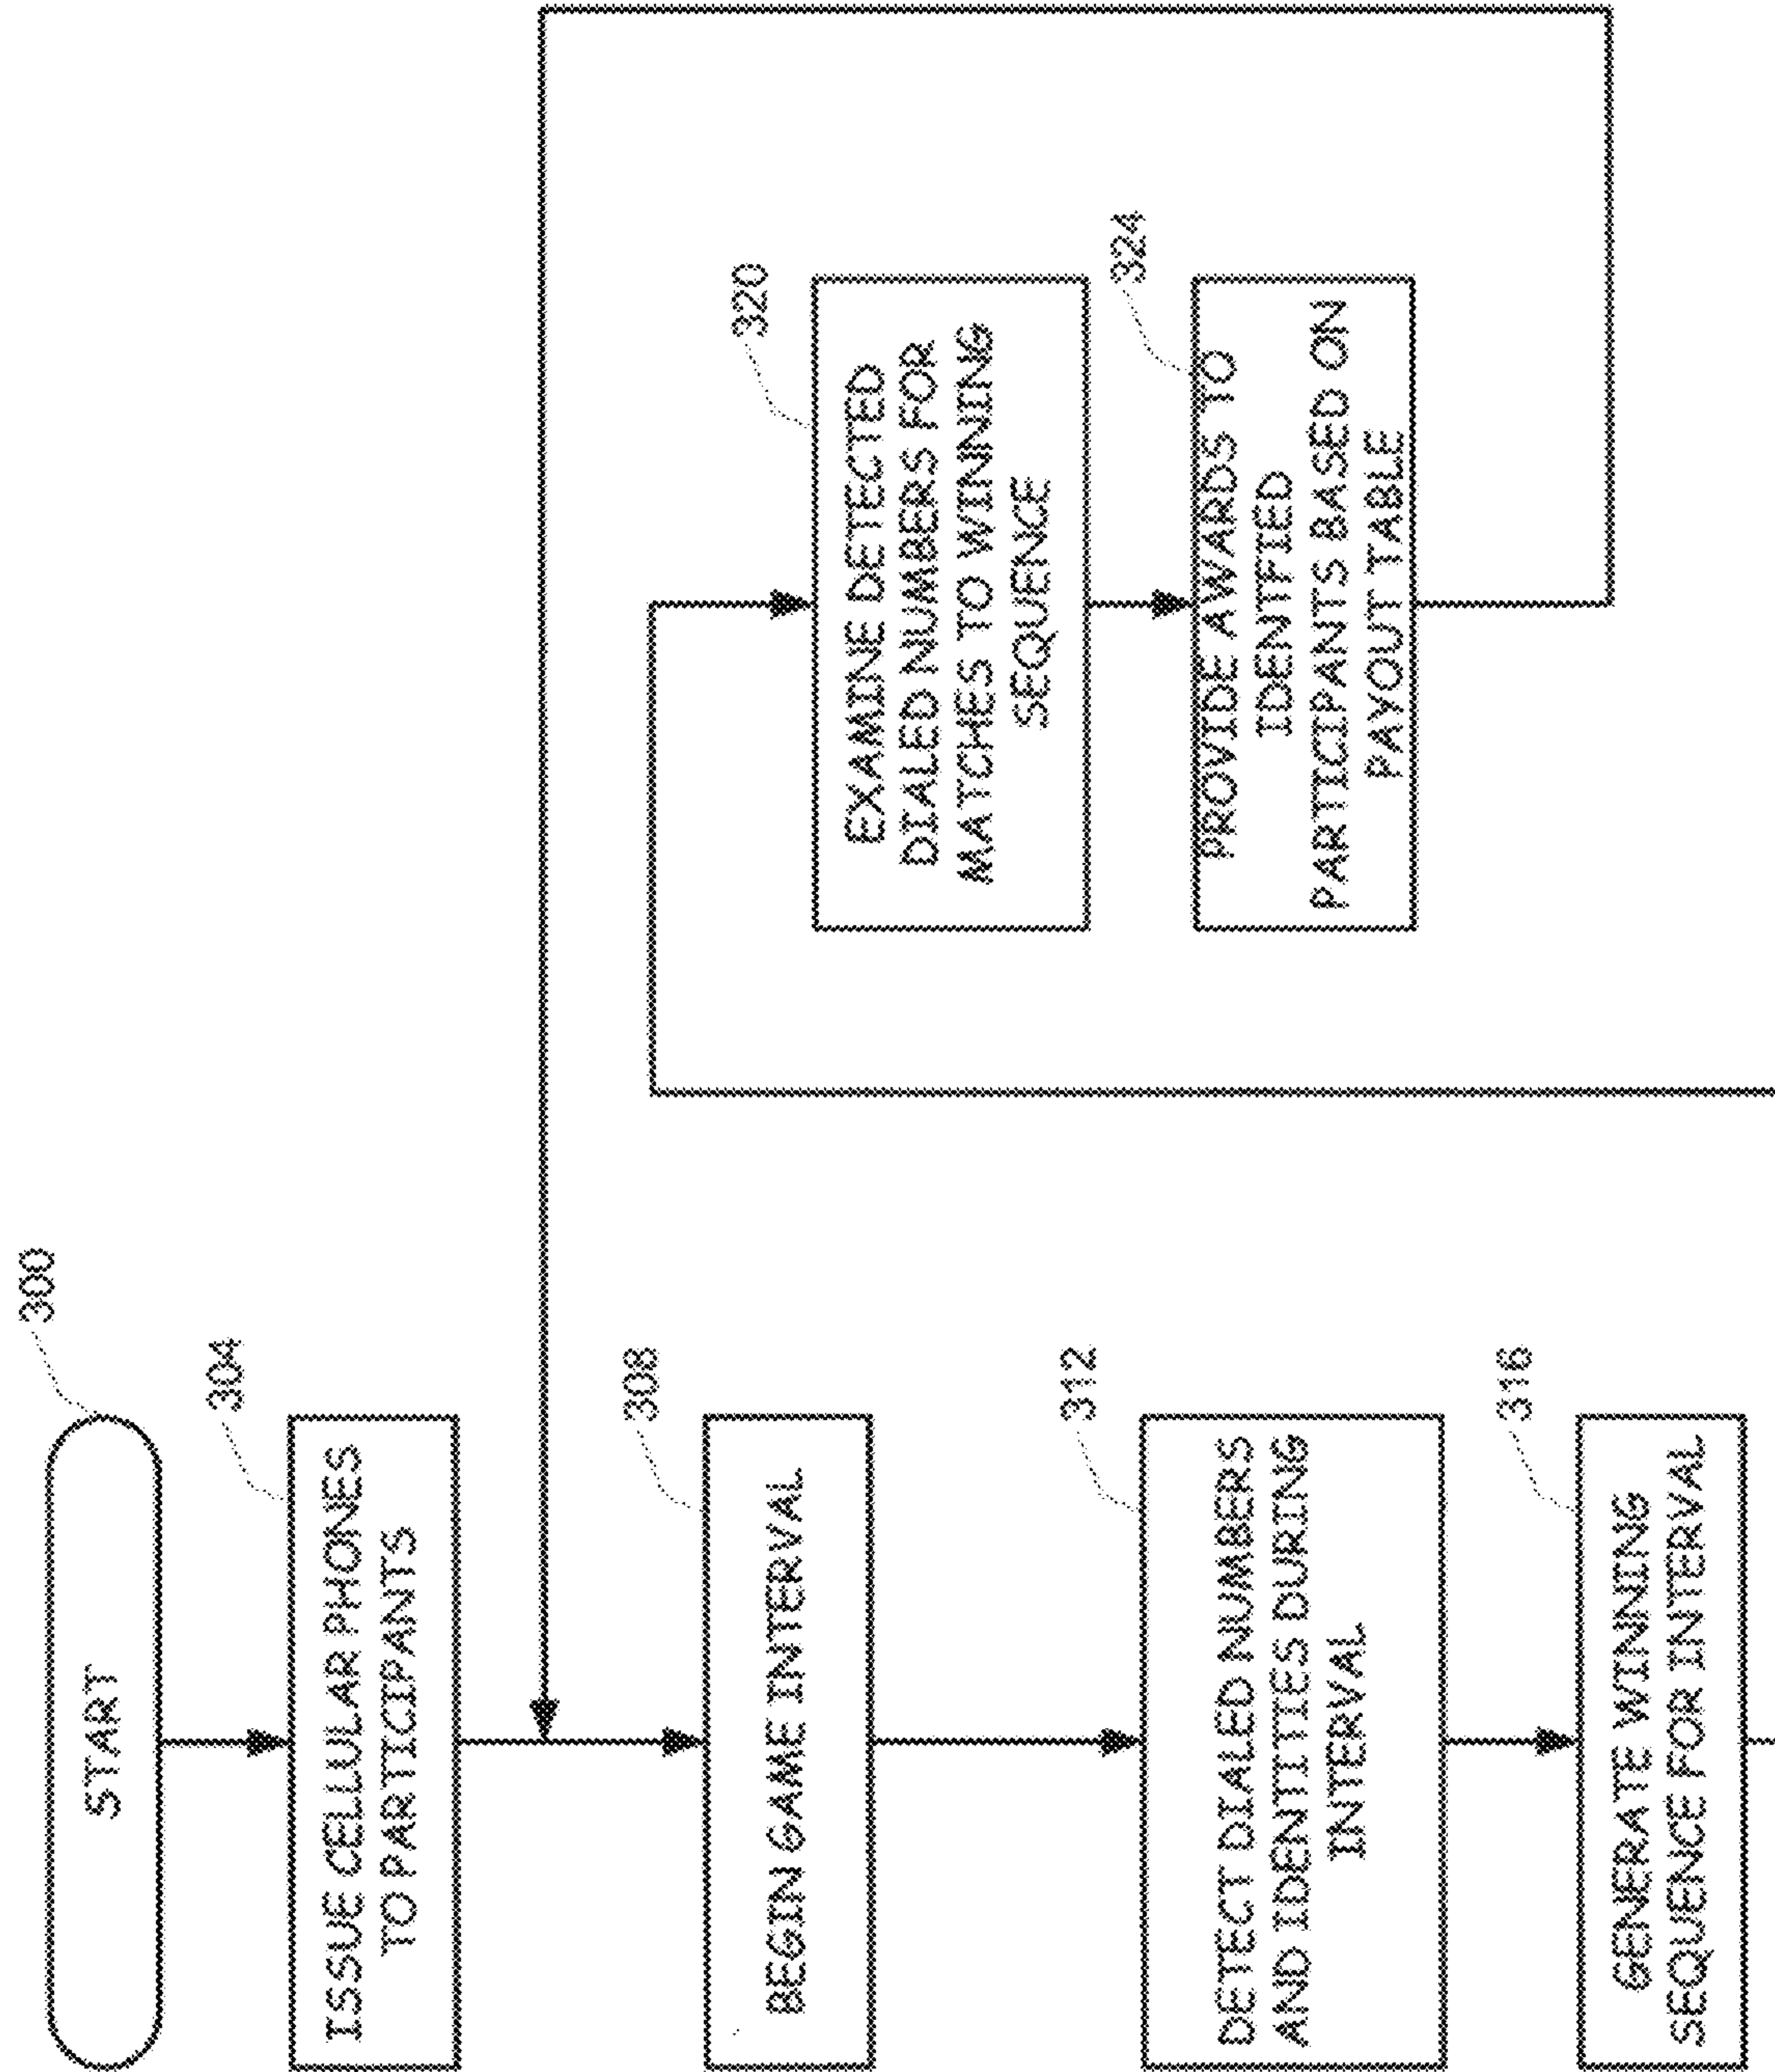 START
300
ISSUE CELLULAR PHONES
TO PARTICIPANTS
304
BEGIN GAME INTERVAL
308
DETECT DIALED NUMBERS
AND IDENTITIES DURING
INTERVAL
312
GENERATE WINNING
SEQUENCE FOR INTERVAL
316
EXAMINE DETECTED
DIALED NUMBERS FOR
MATCHES TO WINNING
SEQUENCE
320
PROVIDE AWARDS TO
IDENTFIED
PARTICIPANTS BASED ON
PAYOUT TABLE
324